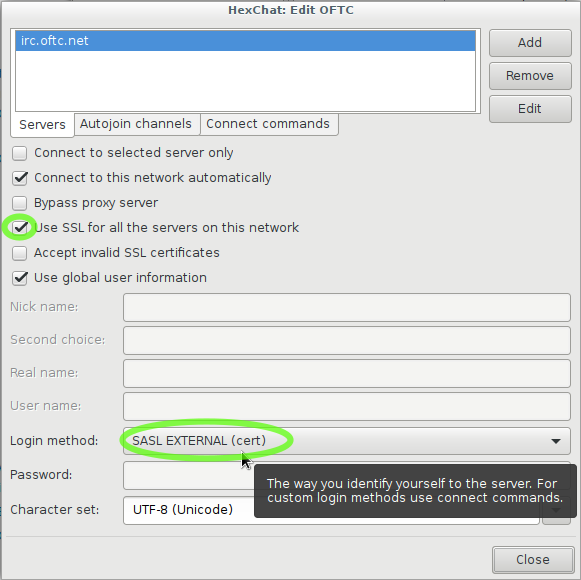 HexChat: Edit OFTC
irc.oftc.net
Add
Remove
Edit
Servers
Autojoin channels
Connect commands
Connect to selected server only
Connect to this network automatically
Bypass proxy server
Use SSL for all the servers on this network
Accept invalid SSL certificates
Use global user information
Nick name:
Second choice:
Real name:
User name:
Login method:
SASL EXTERNAL (cert)
Password:
The way you identify yourself to the server. For
custom login methods use connect commands.
Character set:
UTF-8 (Unicode)
Close